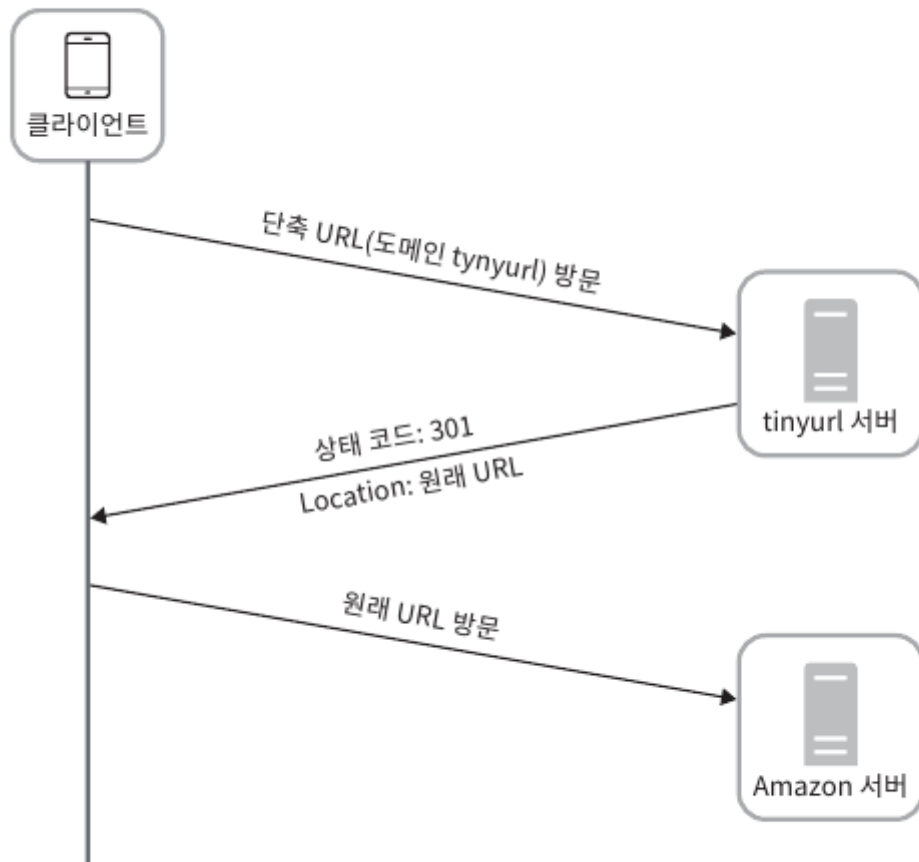 클라이언트
단축 URL(도메인 tynyurl) 방문
tinyurl 서버
상태 코드: 301
Location: 원래 URL
원래 URL 방문
Amazon 서버